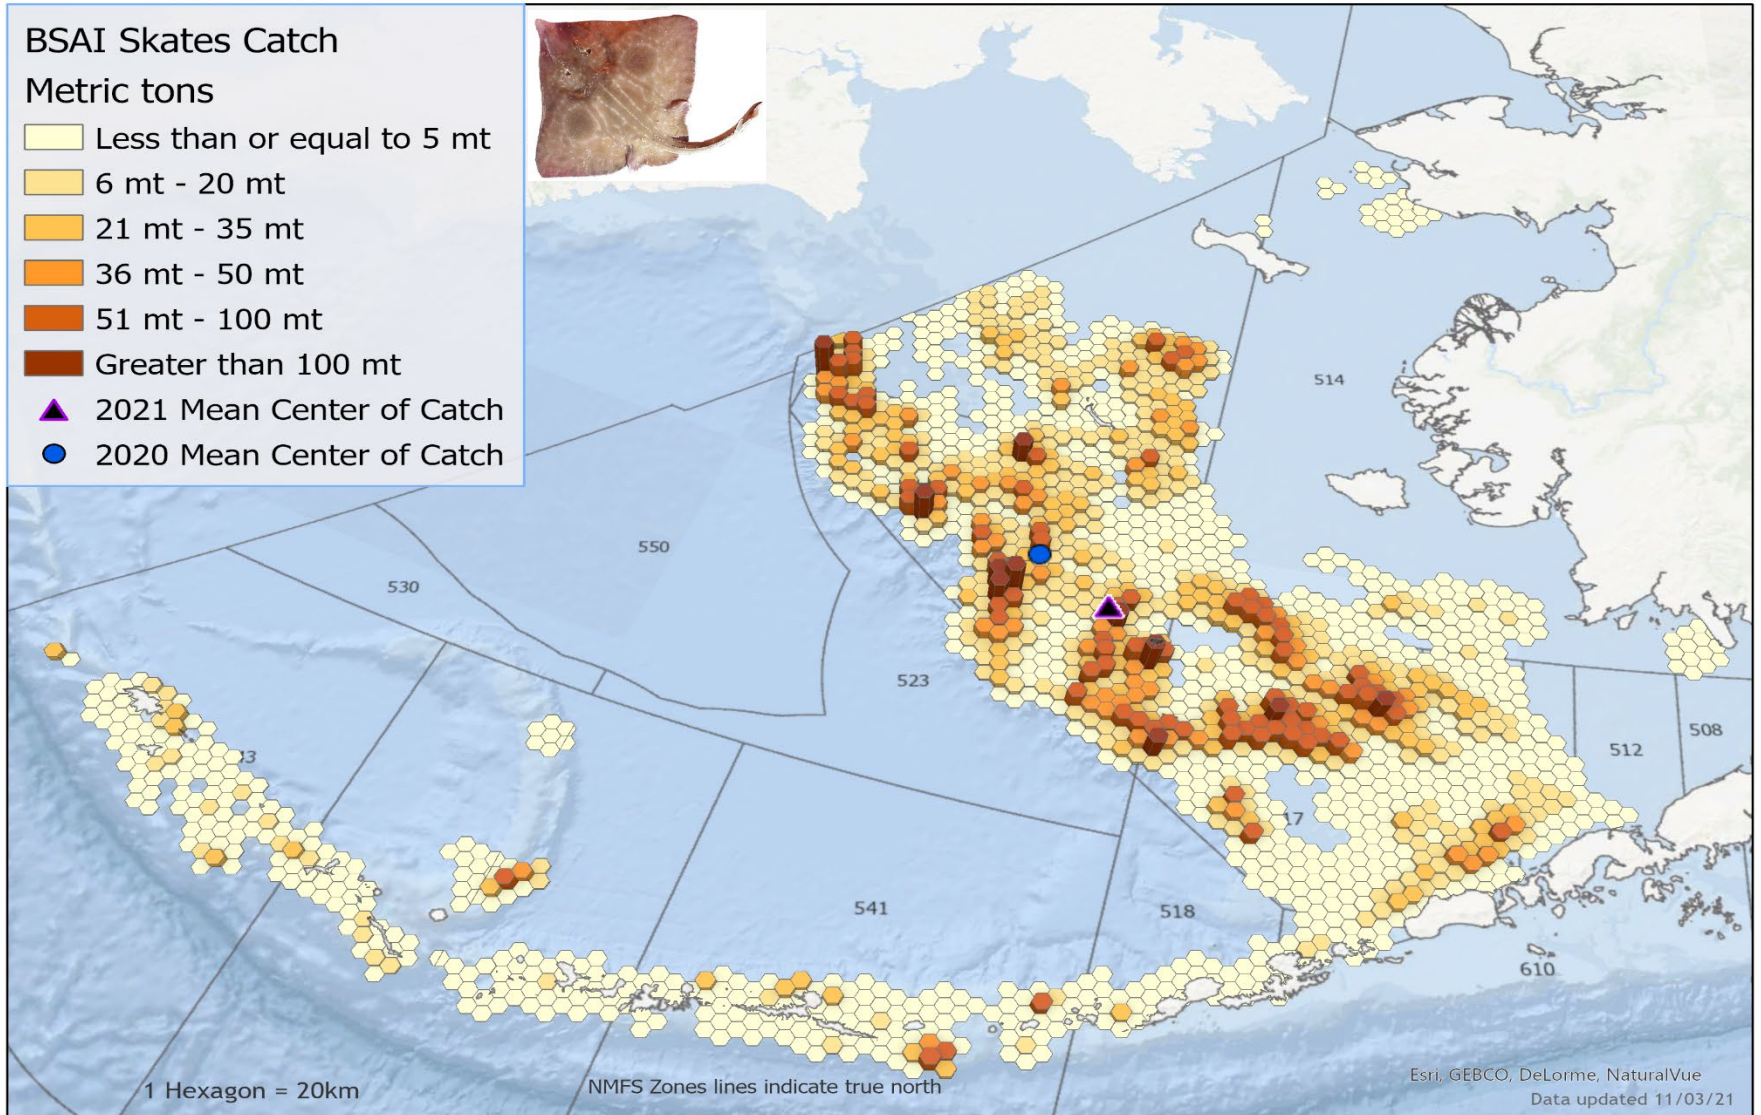 BSAI Skates Catch
Metric tons
Less than or equal to 5 mt
6 mt - 20 mt
21 mt - 35 mt
36 mt - 50 mt
51 mt - 100 mt
Greater than 100 mt
2021 Mean Center of Catch
2020 Mean Center of Catch
514
550
530
523
512
508
541
518
610
1 Hexagon = 20km
NMFS Zones lines indicate true north
Esri, GEBCO, DeLorme, NaturalVue
Data updated 11/03/21